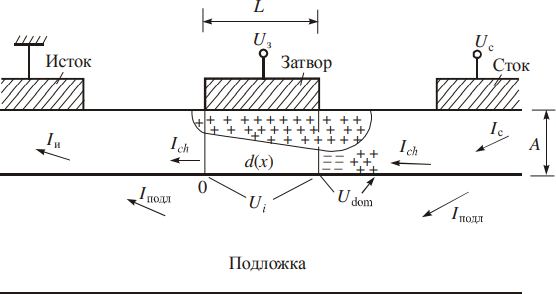 L
Исток
Uз
Затвор
Uс
Сток
+ + + + + + + + + +
+ + + + + + + + +
+ + + + +
+ +
Iи
Ich
d(x)
Ich
Iс
A
0
Ui
Udom
Iподл
Iподл
Подложка